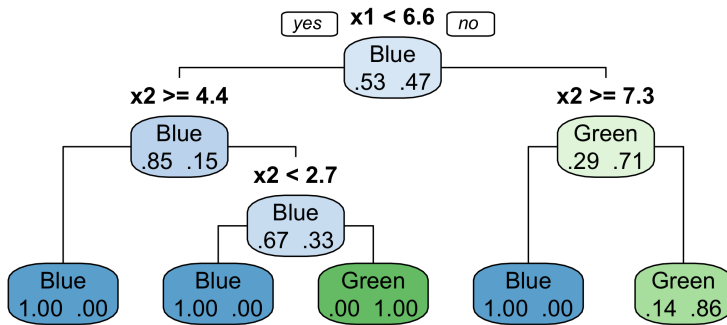 yes x1 < 6.6 no
Blue
.53 .47
x2 >= 4.4 x2 >= 7.3
Blue Green
.85 .15 .29 .71
x2 < 2.7
Blue
.67 .33
Blue Blue Green Blue Green
1.00 .00 1.00 .00 .00 1.00 1.00 .00 .14 .86